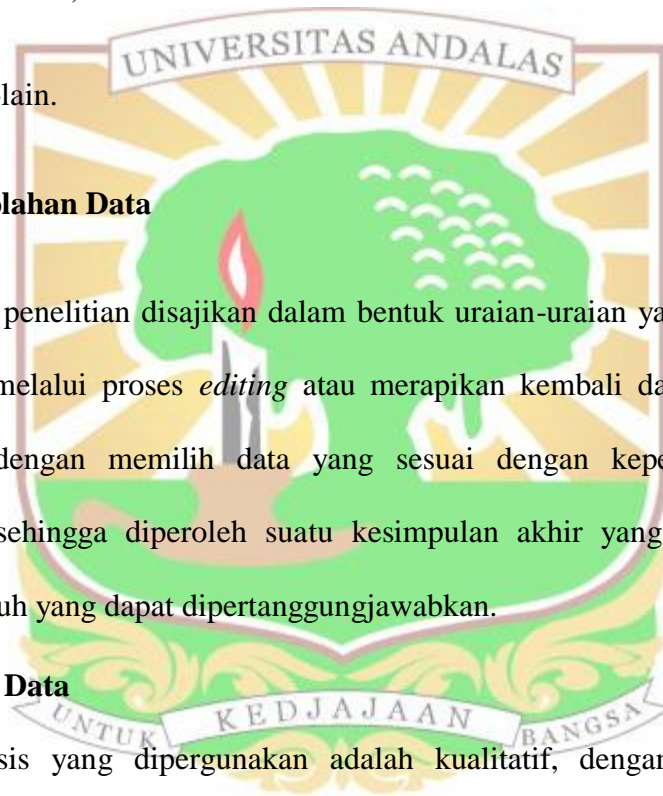 UNIVERSITAS ANDALAS
lain.
olahan Data
penelitian disajikan dalam bentuk uraian-uraian ya
melalui proses editing atau merapikan kembali da
dengan memilih data yang sesuai dengan kepe
sehingga diperoleh suatu kesimpulan akhir yang
uh yang dapat dipertanggungjawabkan.
Data
UNTUK KEDJAJAAN BANGSA
sis yang dipergunakan adalah kualitatif, dengan